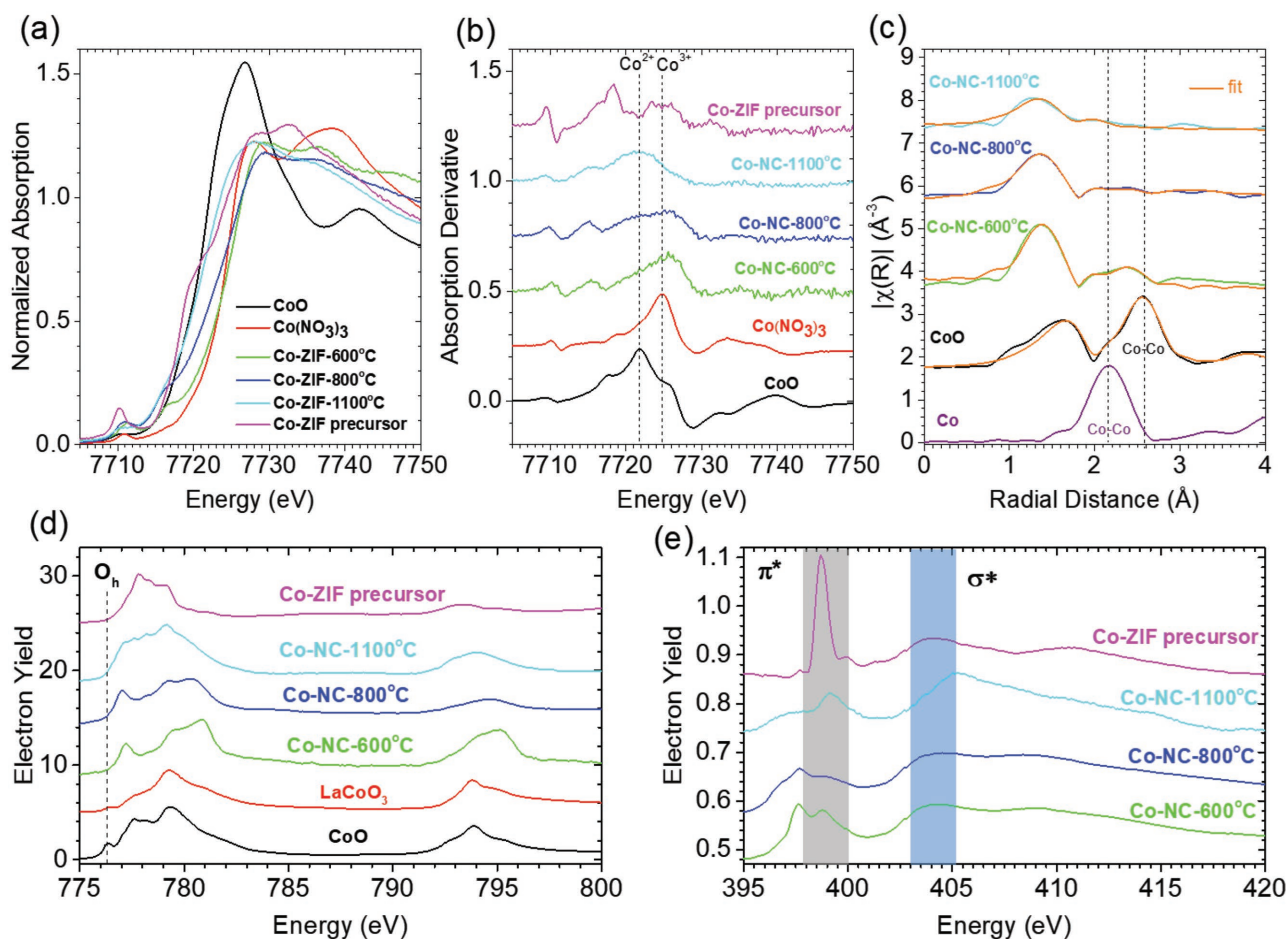 (a)
Normalized Absorption
1.5
1.0
0.5
0.0
CoO
Co(NO₃)₃
Co-ZIF-600°C
Co-ZIF-800°C
Co-ZIF-1100°C
Co-ZIF precursor
7710 7720 7730 7740 7750
Energy (eV)
(b)
Absorption Derivative
Co²⁺ Co³⁺
1.5
1.0
0.5
0.0
Co-ZIF precursor
Co-NC-1100°C
Co-NC-800°C
Co-NC-600°C
Co(NO₃)₃
CoO
7710 7720 7730 7740 7750
Energy (eV)
(c)
|χ(R)| (Å⁻³)
9
8
7
6
5
4
3
2
1
0
Co-NC-1100°C
fit
Co-NC-800°C
Co-NC-600°C
CoO
Co-Co
Co
Co-Co
0 1 2 3 4
Radial Distance (Å)
(d)
Electron Yield
30
20
10
0
Oₕ
Co-ZIF precursor
Co-NC-1100°C
Co-NC-800°C
Co-NC-600°C
LaCoO₃
CoO
775 780 785 790 795 800
Energy (eV)
(e)
Electron Yield
1.1
1.0
0.9
0.8
0.7
0.6
0.5
π*
σ*
Co-ZIF precursor
Co-NC-1100°C
Co-NC-800°C
Co-NC-600°C
395 400 405 410 415 420
Energy (eV)